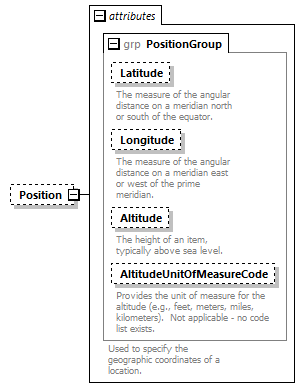 attributes
grp PositionGroup
Latitude
The measure of the angular
distance on a meridian north
or south of the equator.
Longitude
The measure of the angular
distance on a meridian east
or west of the prime
meridian.
Position
Altitude
The height of an item,
typically above sea level.
AltitudeUnitOfMeasureCode
Provides the unit of measure for the
altitude (e.g., feet, meters, miles,
kilometers).  Not applicable - no code
list exists.
Used to specify the
geographic coordinates of a
location.